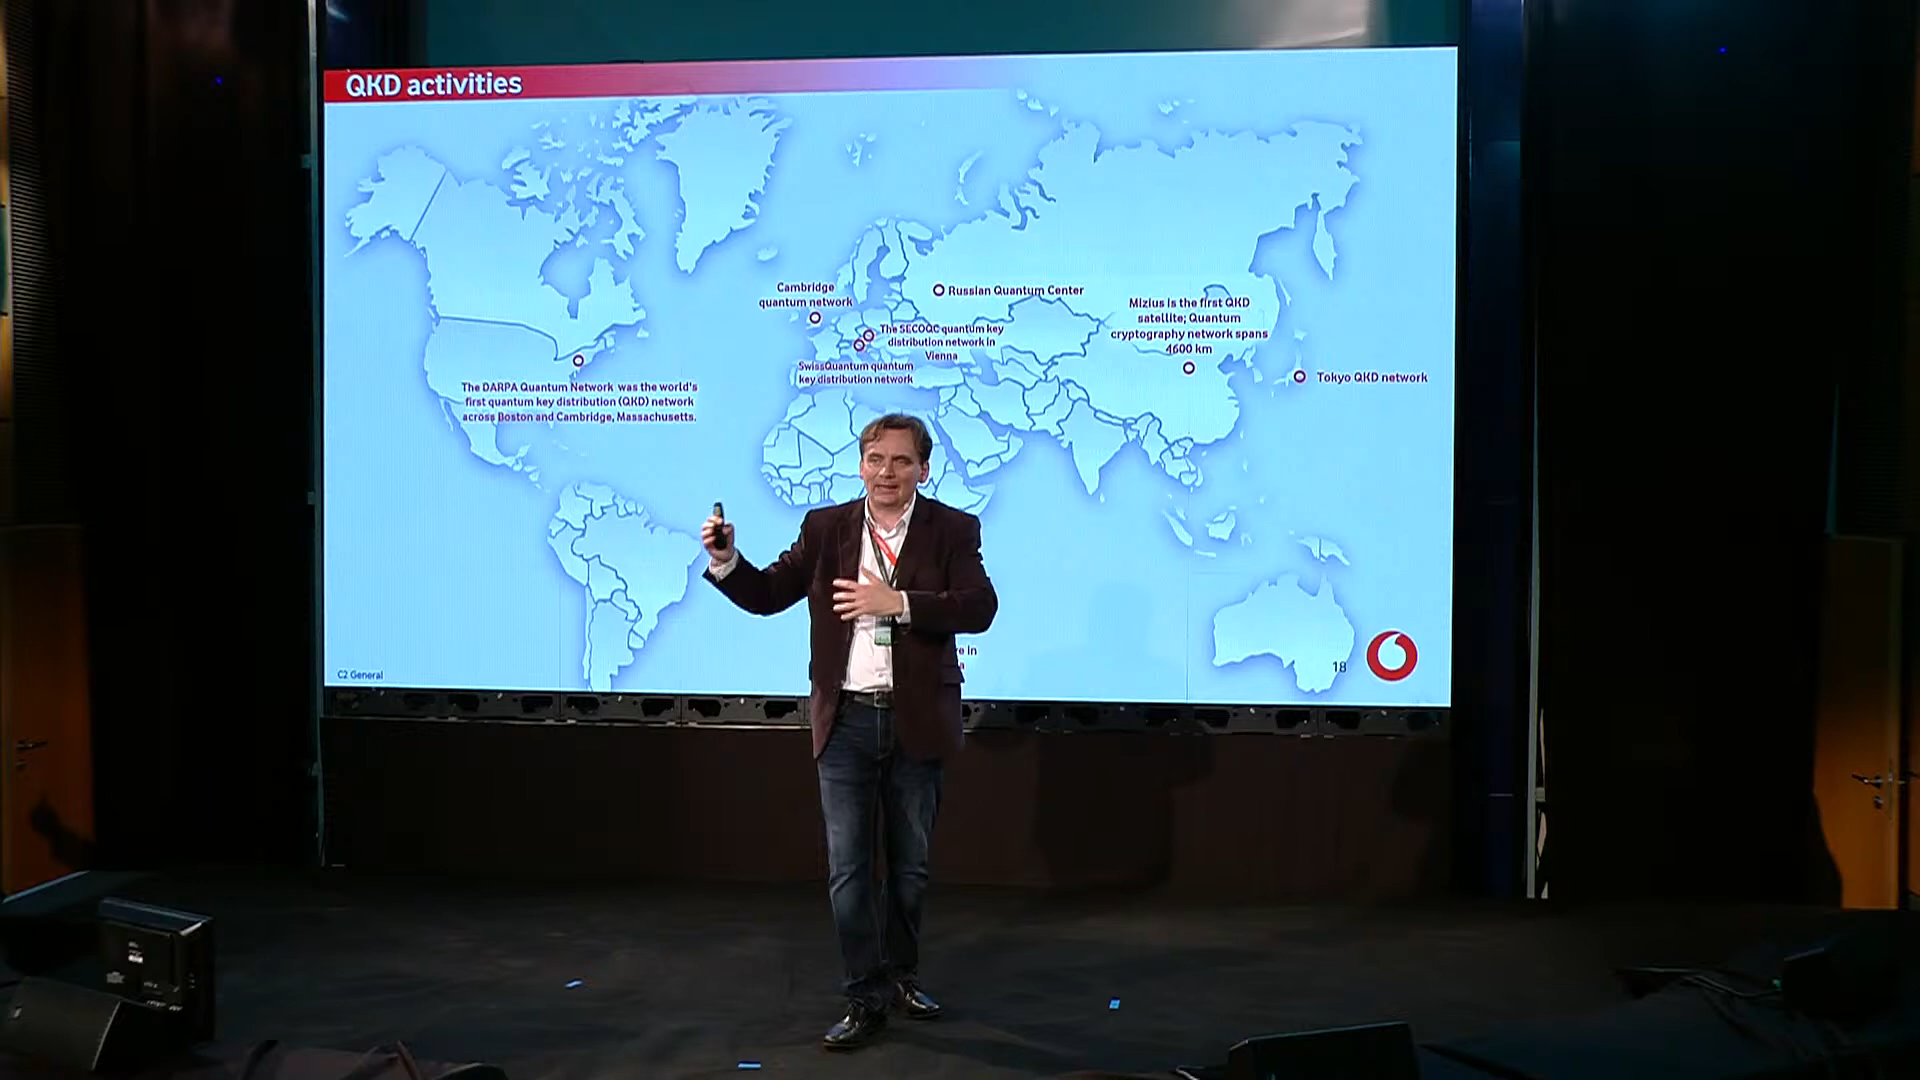 QKD activities
Cambridge
quantum network
Russian Quantum Center
Mizius is the first QKD
satellite; Quantum
cryptography network spans
4600 km
The SECOQC quantum key
distribution network in
Vienna
SwissQuantum quantum
key distribution network
Tokyo QKD network
The DARPA Quantum Network was the world's
first quantum key distribution (QKD) network
across Boston and Cambridge, Massachusetts.
in
18
C2 General